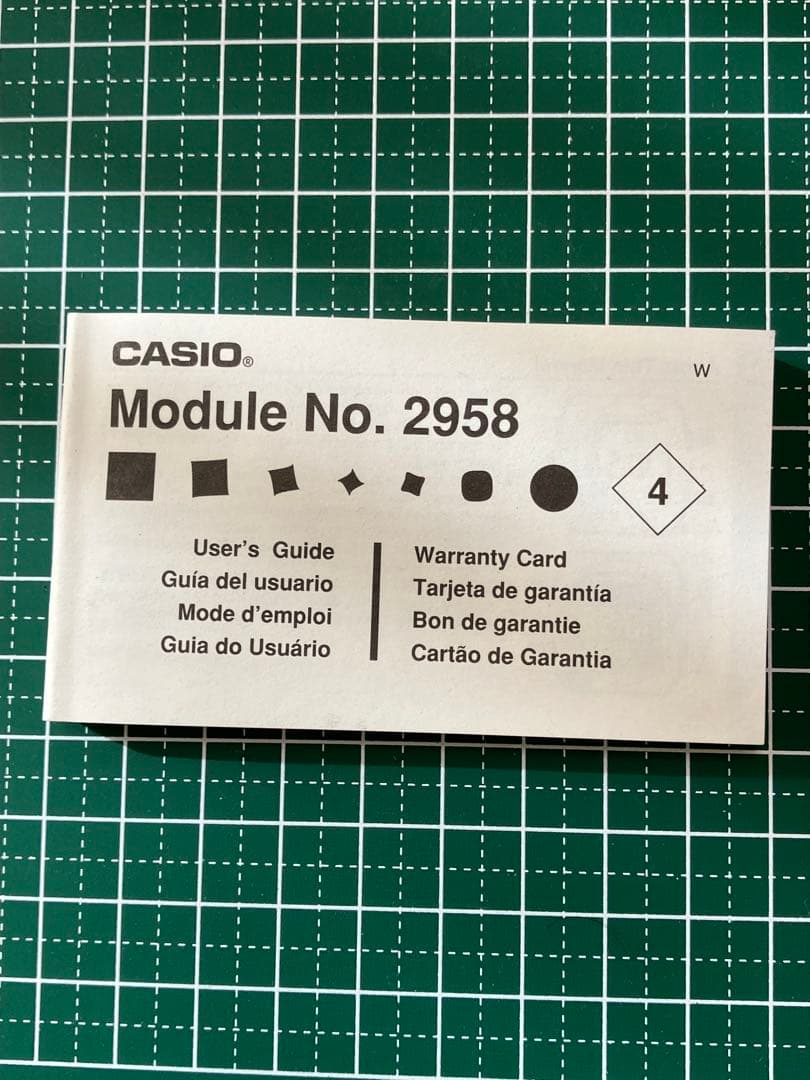 CASIO®
W
Module No. 2958
4
User's Guide
Guía del usuario
Mode d'emploi
Guia do Usuário
Warranty Card
Tarjeta de garantía
Bon de garantie
Cartão de Garantia